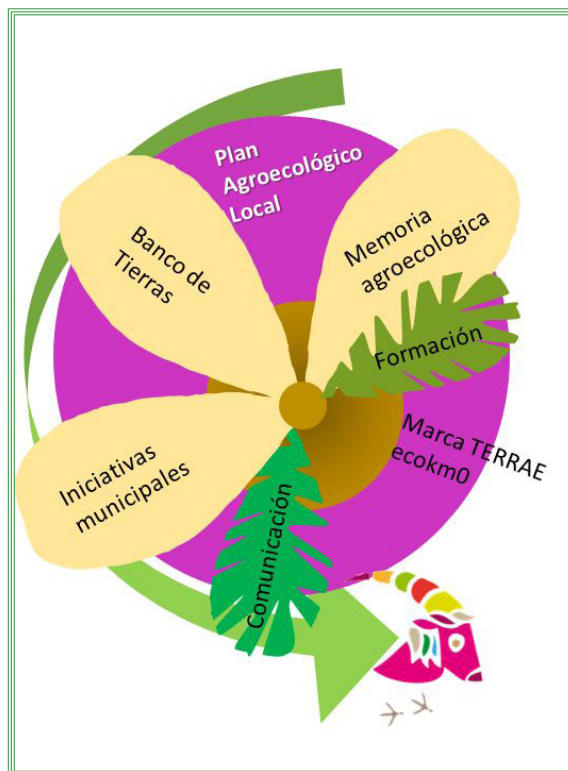 Plan
Agroecológico
Local
Banco de
Tierras
Memoria
agroecológica
Formación
Marca TERRAE
ecokm0
Iniciativas
municipales
Comunicación